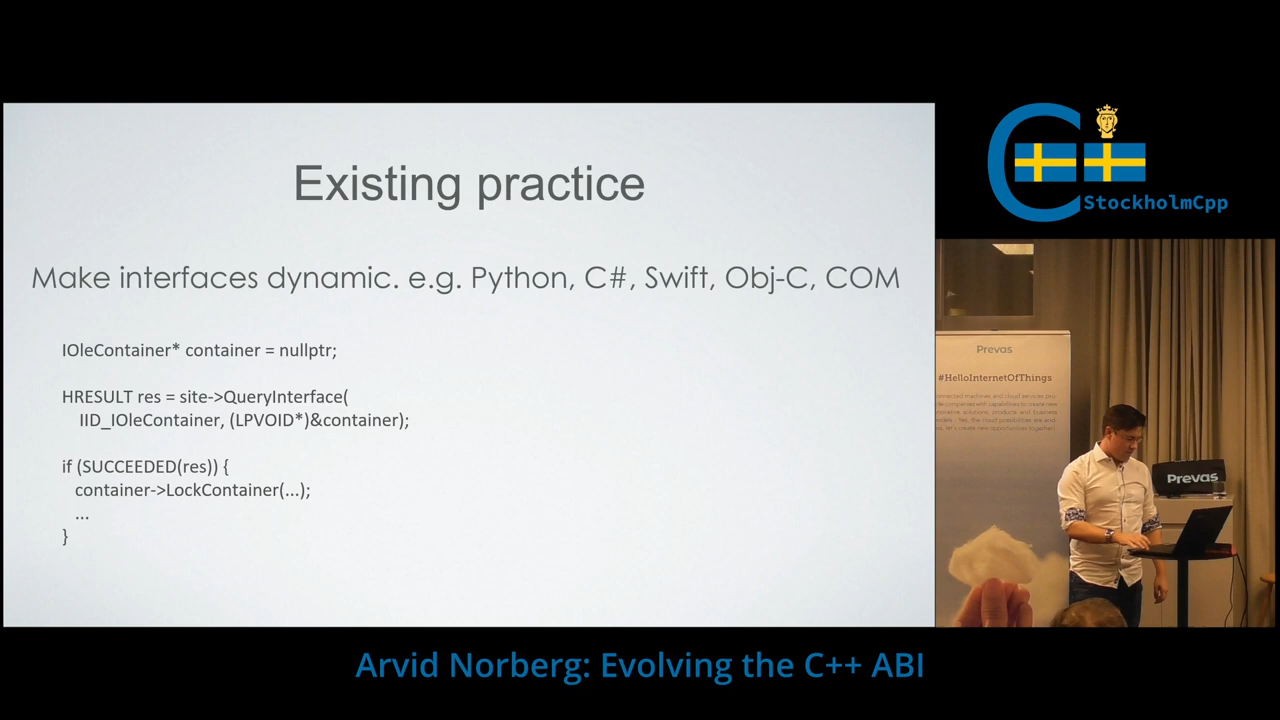 Existing practice
Make interfaces dynamic. e.g. Python, C#, Swift, Obj-C, COM
IOleContainer* container = nullptr;
HRESULT res = site->QueryInterface(
IID_IOleContainer, (LPVOID*)&container);
if (SUCCEEDED(res)) {
container->LockContainer(...);
...
}
StockholmCpp
Prevas
#HelloInternetOfThings
Prevas
Arvid Norberg: Evolving the C++ ABI